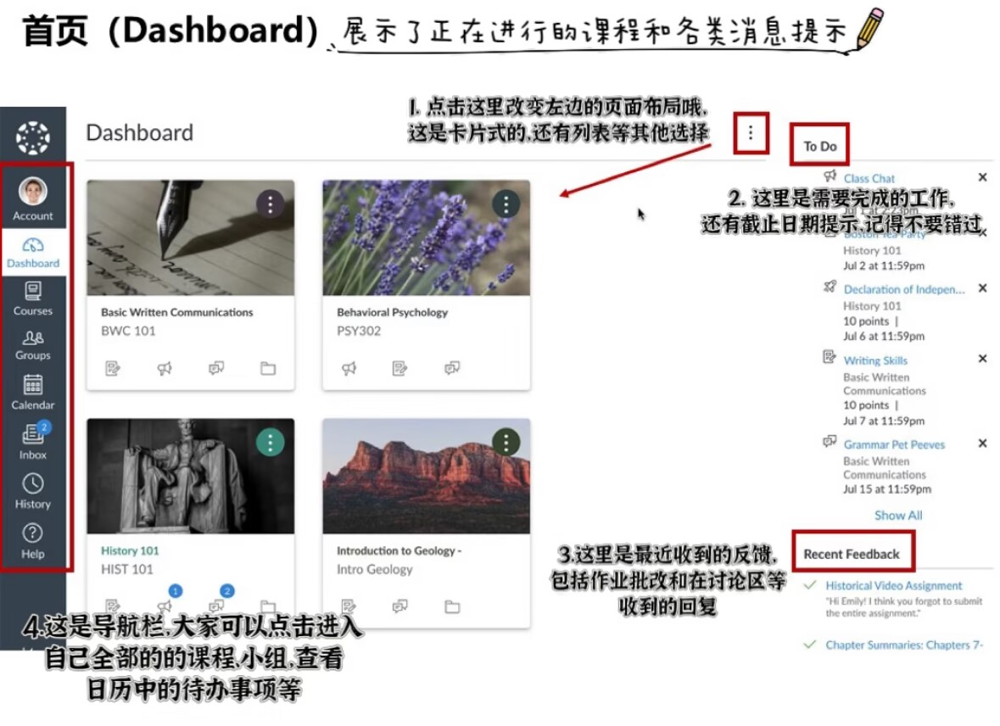 首页（Dashboard）展示了正在进行的课程和各类消息提示
1. 点击这里改变左边的页面布局哦,
这是卡片式的,还有列表等其他选择
Dashboard
Account
Dashboard
Courses
Groups
Calendar
2
Inbox
History
Help
Basic Written Communications
BWC 101
Behavioral Psychology
PSY302
History 101
HIST 101
1
2
Introduction to Geology -
Intro Geology
To Do
Class Chat
2. 这里是需要完成的工作,
还有截止日期提示,记得不要错过
Boston Tea Party
History 101
Jul 2 at 11:59pm
Declaration of Indepen...
History 101
10 points |
Jul 6 at 11:59pm
Writing Skills
Basic Written
Communications
10 points |
Jul 7 at 11:59pm
Grammar Pet Peeves
Basic Written
Communications
Jul 15 at 11:59pm
Show All
3.这里是最近收到的反馈,
包括作业批改和在讨论区等
收到的回复
Recent Feedback
Historical Video Assignment
"Hi Emily! I think you forgot to submit
the entire assignment."
Chapter Summaries: Chapters 7-
4.这是导航栏,大家可以点击进入
自己全部的的课程,小组,查看
日历中的待办事项等